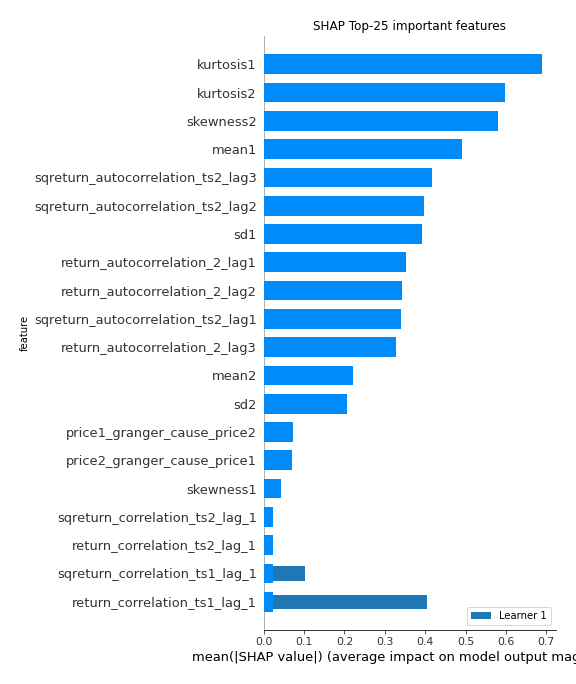 SHAP Top-25 important features
kurtosis1
kurtosis2
skewness2
mean1
sqreturn_autocorrelation_ts2_lag3
sqreturn_autocorrelation_ts2_lag2
sd1
return_autocorrelation_2_lag1
return_autocorrelation_2_lag2
sqreturn_autocorrelation_ts2_lag1
return_autocorrelation_2_lag3
mean2
sd2
price1_granger_cause_price2
price2_granger_cause_price1
skewness1
sqreturn_correlation_ts2_lag_1
return_correlation_ts2_lag_1
sqreturn_correlation_ts1_lag_1
return_correlation_ts1_lag_1
feature
Learner 1
0.0 0.1 0.2 0.3 0.4 0.5 0.6 0.7
mean(|SHAP value|) (average impact on model output mag